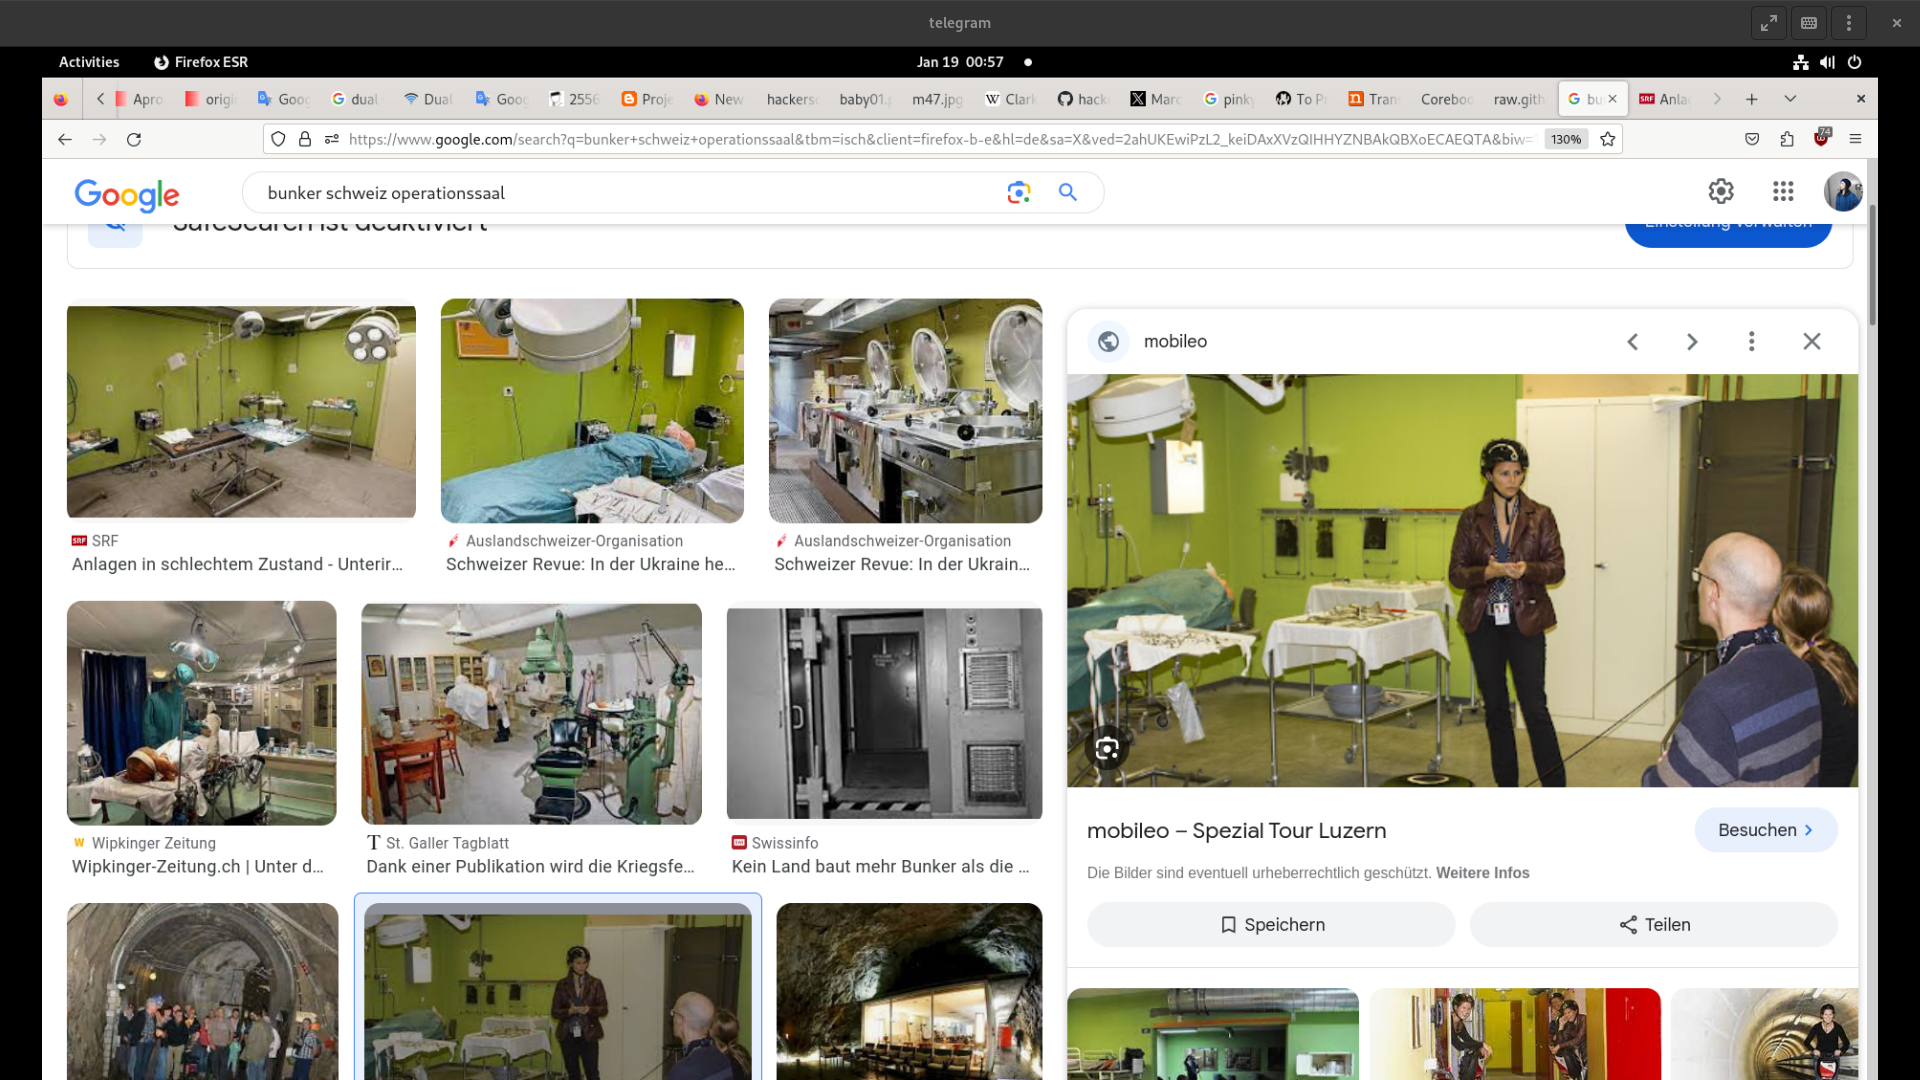 telegram
Activities
Firefox ESR
Jan 19 00:57
Apro
origi
Goog
dual
Dual
Goog
2556
Proje
New
hackers
baby01.
m47.jpg
Clark
hack
Marc
pinky
To P
Tran
Corebo
raw.gith
bu
Anla
https://www.google.com/search?q=bunker+schweiz+operationssaal&tbm=isch&client=firefox-b-e&hl=de&sa=X&ved=2ahUKEwiPzL2_keiDAxXVzQIHHYZNBAkQBXoECAEQTA&biw=
130%
74
Google
bunker schweiz operationssaal
SafeSearch ist deaktiviert
Einstellung verwalten
SRF
Anlagen in schlechtem Zustand - Unterir...
Auslandschweizer-Organisation
Schweizer Revue: In der Ukraine he...
Auslandschweizer-Organisation
Schweizer Revue: In der Ukrain...
Wipkinger Zeitung
Wipkinger-Zeitung.ch | Unter d...
St. Galler Tagblatt
Dank einer Publikation wird die Kriegsfe...
Swissinfo
Kein Land baut mehr Bunker als die ...
mobileo
mobileo – Spezial Tour Luzern
Besuchen
Die Bilder sind eventuell urheberrechtlich geschützt. Weitere Infos
Speichern
Teilen